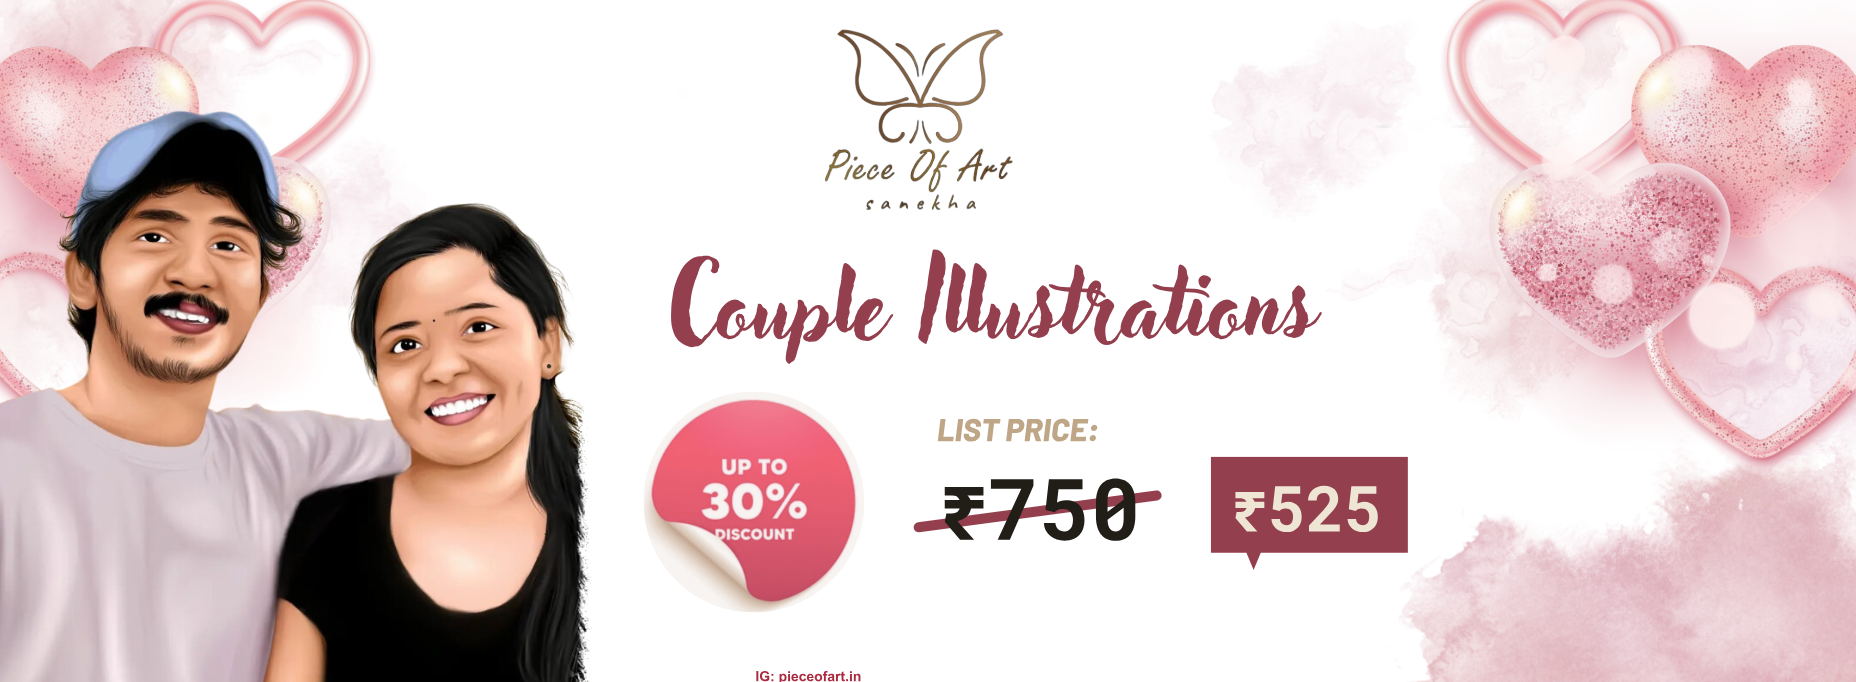 Piece Of Art
sanekha
Couple Illustrations
UP TO
30%
DISCOUNT
LIST PRICE:
₹750
₹525
IG: pieceofart.in